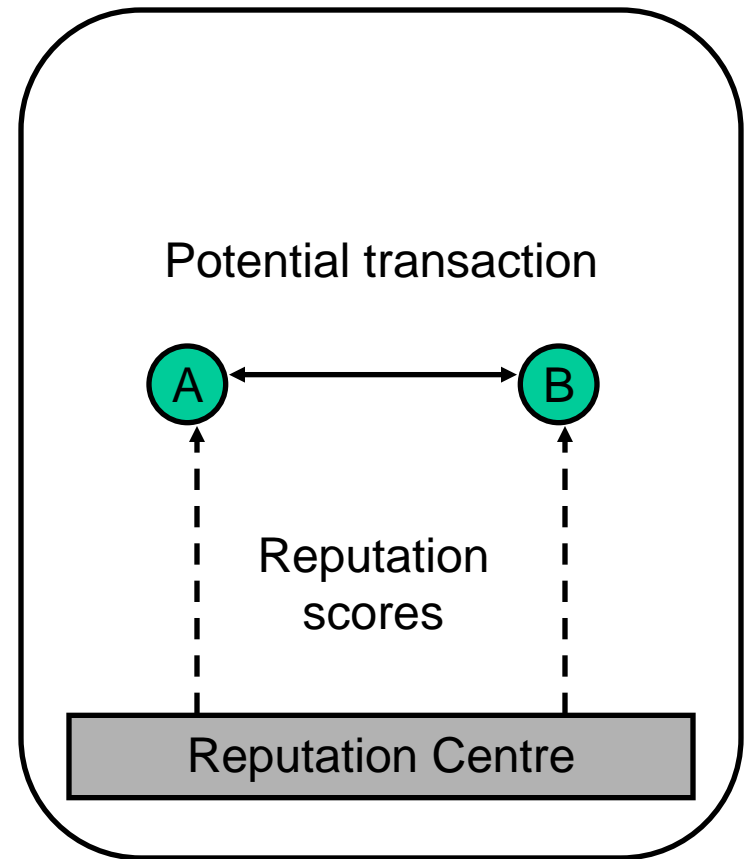 Potential transaction
A
B
Reputation
scores
Reputation Centre